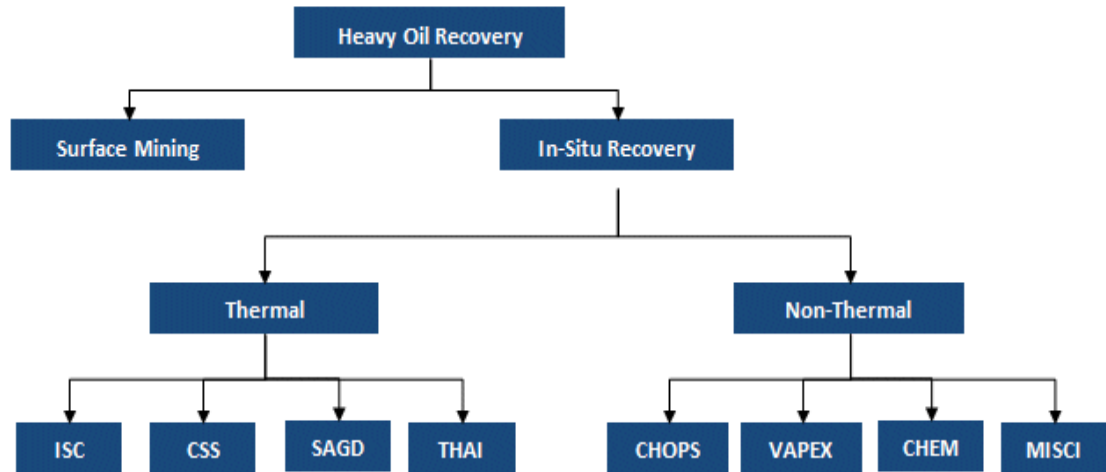 Heavy Oil Recovery
Surface Mining
In-Situ Recovery
Thermal
Non-Thermal
ISC
CSS
SAGD
THAI
CHOPS
VAPEX
CHEM
MISCI